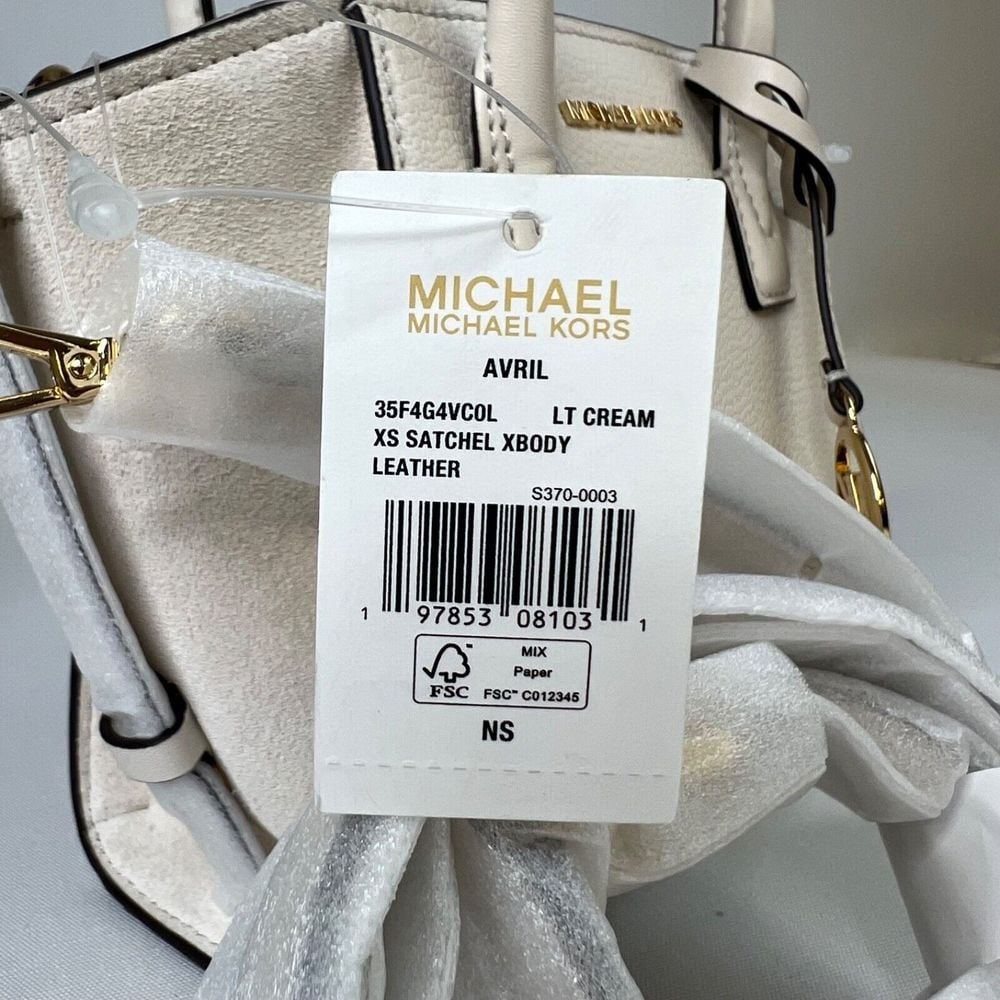 MICHAEL KORS
MICHAEL
MICHAEL KORS
AVRIL
35F4G4VC0L LT CREAM
XS SATCHEL XBODY
LEATHER
S370-0003
1 97853 08103 1
FSC™
MIX
Paper
FSC™ C012345
NS